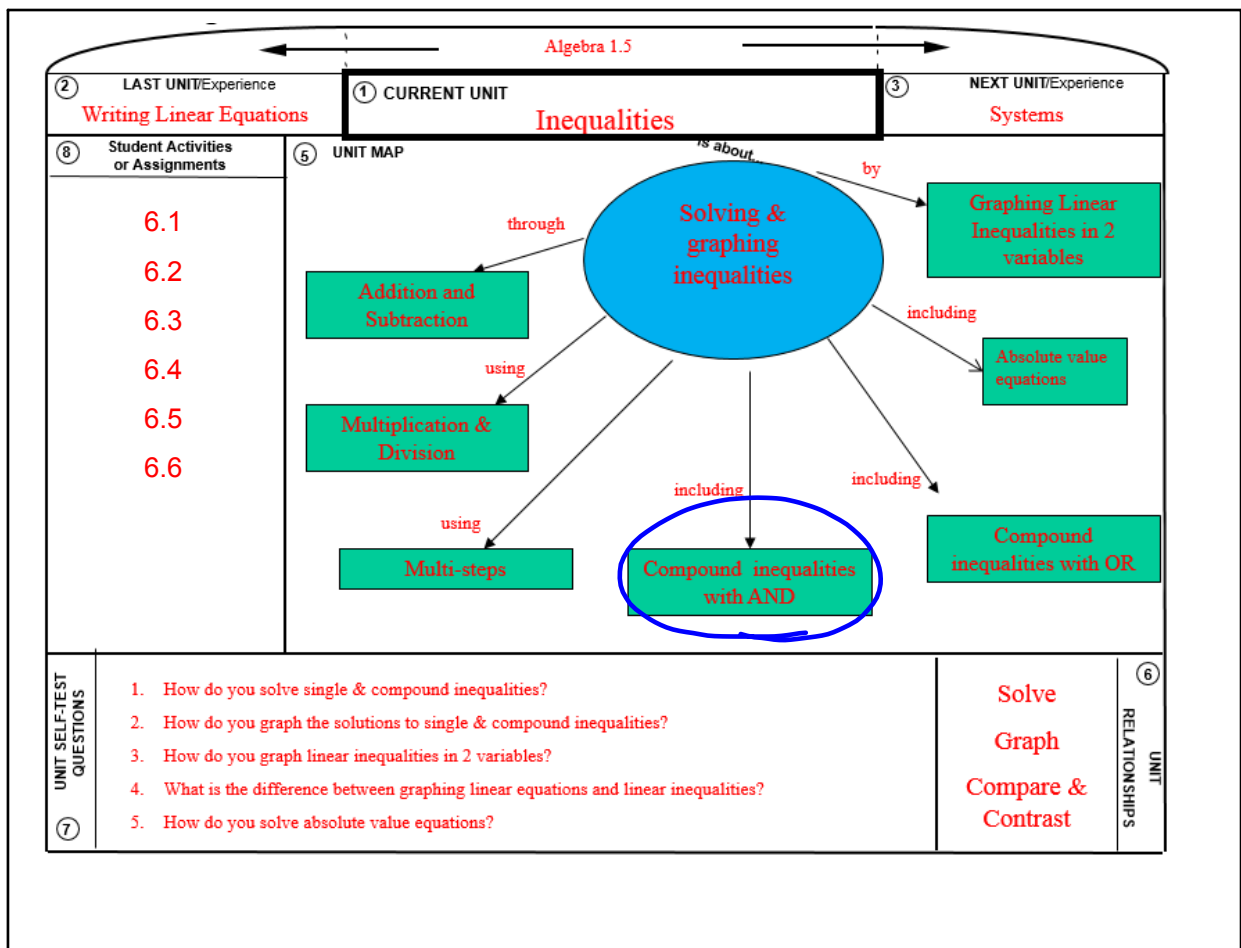 Algebra 1.5
2 LAST UNIT/Experience
Writing Linear Equations
1 CURRENT UNIT
Inequalities
3 NEXT UNIT/Experience
Systems
8 Student Activities
or Assignments
6.1
6.2
6.3
6.4
6.5
6.6
5 UNIT MAP
is about...
Solving &
graphing
inequalities
through
Addition and
Subtraction
using
Multiplication &
Division
using
Multi-steps
including
Compound inequalities
with AND
including
Compound
inequalities with OR
including
Absolute value
equations
by
Graphing Linear
Inequalities in 2
variables
UNIT SELF-TEST
QUESTIONS
7
1. How do you solve single & compound inequalities?
2. How do you graph the solutions to single & compound inequalities?
3. How do you graph linear inequalities in 2 variables?
4. What is the difference between graphing linear equations and linear inequalities?
5. How do you solve absolute value equations?
Solve
Graph
Compare &
Contrast
6
UNIT
RELATIONSHIPS